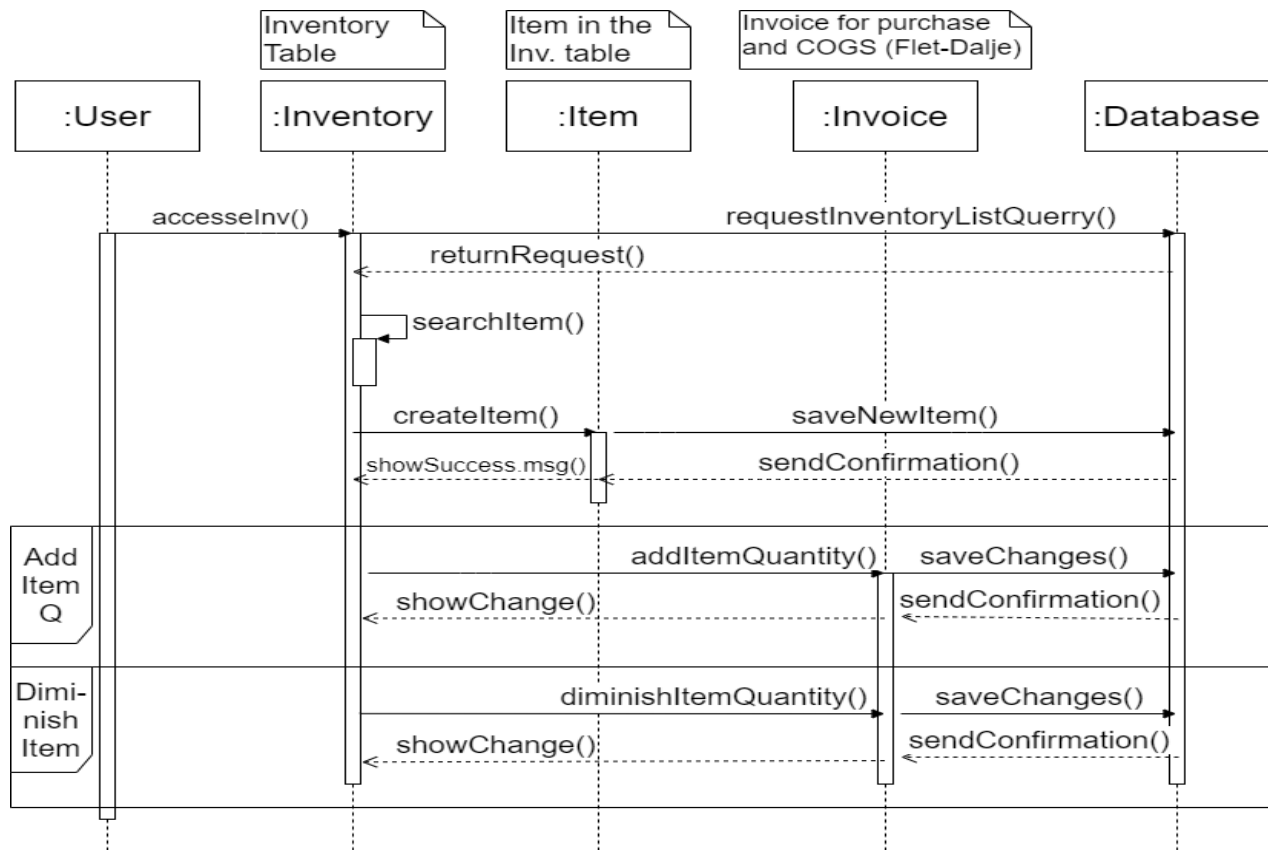 Inventory
Table
Item in the
Inv. table
Invoice for purchase
and COGS (Flet-Dalje)
:User
:Inventory
:Item
:Invoice
:Database
accesseInv()
requestInventoryListQuerry()
returnRequest()
searchItem()
createItem()
saveNewItem()
showSuccess.msg()
sendConfirmation()
Add
Item
Q
addItemQuantity()
saveChanges()
showChange()
sendConfirmation()
Dimi-
nish
Item
diminishItemQuantity()
saveChanges()
showChange()
sendConfirmation()